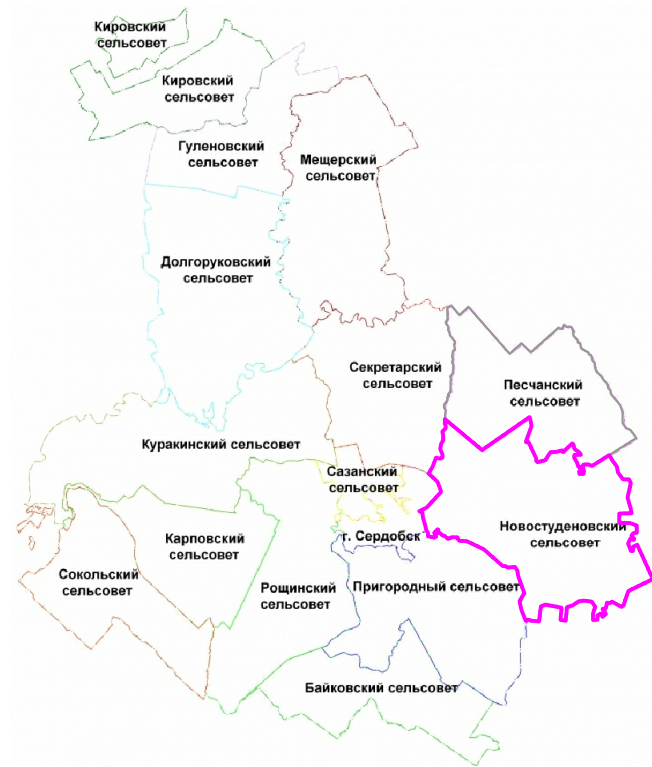 Кировский
сельсовет
Кировский
сельсовет
Гуленовский
сельсовет
Мещерский
сельсовет
Долгоруковский
сельсовет
Секретарский
сельсовет
Песчанский
сельсовет
Куракинский сельсовет
Сазанский
сельсовет
Новостуденовский
сельсовет
г. Сердобск
Карповский
сельсовет
Сокольский
сельсовет
Рощинский
сельсовет
Пригородный сельсовет
Байковский сельсовет